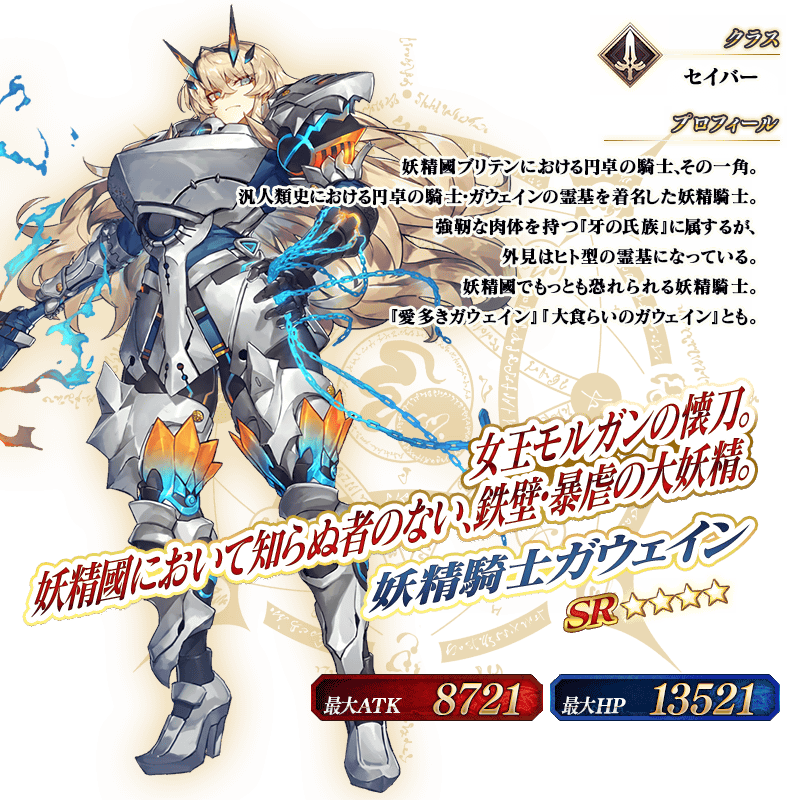 クラス
セイバー
プロフィール
妖精國ブリテンにおける円卓の騎士、その一角。
汎人類史における円卓の騎士・ガウェインの霊基を着名した妖精騎士。
強靭な肉体を持つ『牙の氏族』に属するが、
外見はヒト型の霊基になっている。
妖精國でもっとも恐れられる妖精騎士。
『愛多きガウェイン』『大食らいのガウェイン』とも。
女王モルガンの懐刀。
妖精國において知らぬ者のない、鉄壁・暴虐の大妖精。
妖精騎士ガウェイン
SR
最大ATK 8721
最大HP 13521